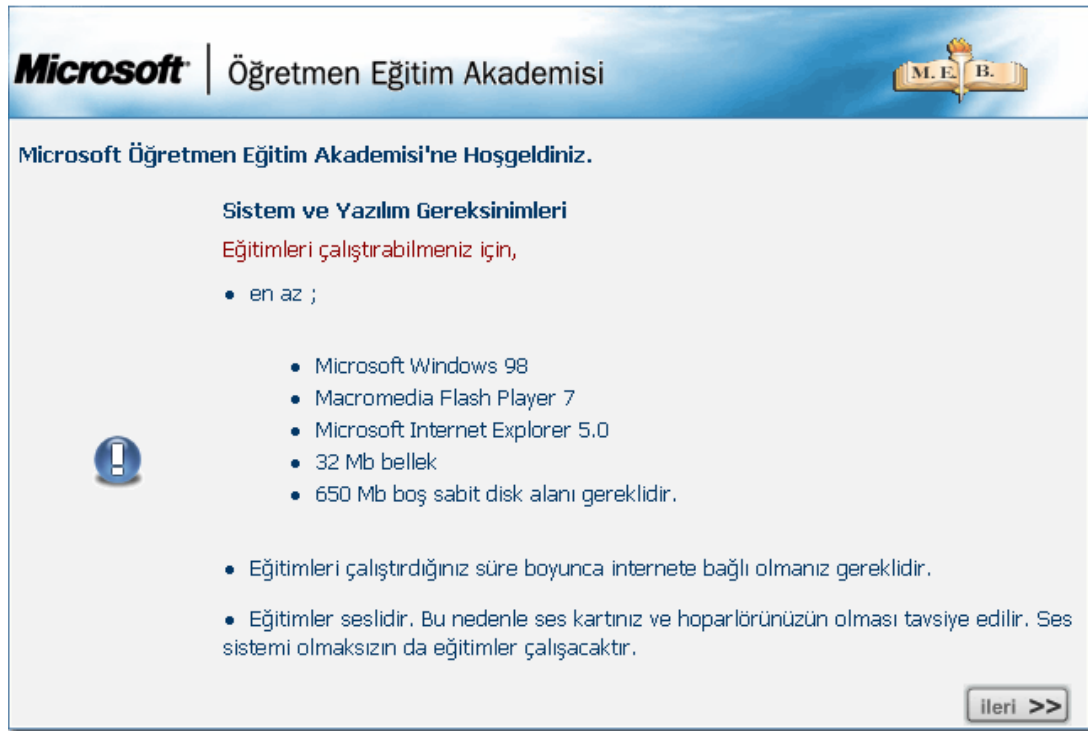 Microsoft | Öğretmen Eğitim Akademisi
M. E. B.
Microsoft Öğretmen Eğitim Akademisi'ne Hoşgeldiniz.
Sistem ve Yazılım Gereksinimleri
Eğitimleri çalıştırabilmeniz için,
• en az ;
• Microsoft Windows 98
• Macromedia Flash Player 7
• Microsoft Internet Explorer 5.0
• 32 Mb bellek
• 650 Mb boş sabit disk alanı gereklidir.
• Eğitimleri çalıştırdığınız süre boyunca internete bağlı olmanız gereklidir.
• Eğitimler seslidir. Bu nedenle ses kartınız ve hoparlörünüzün olması tavsiye edilir. Ses
sistemi olmaksızın da eğitimler çalışacaktır.
ileri >>